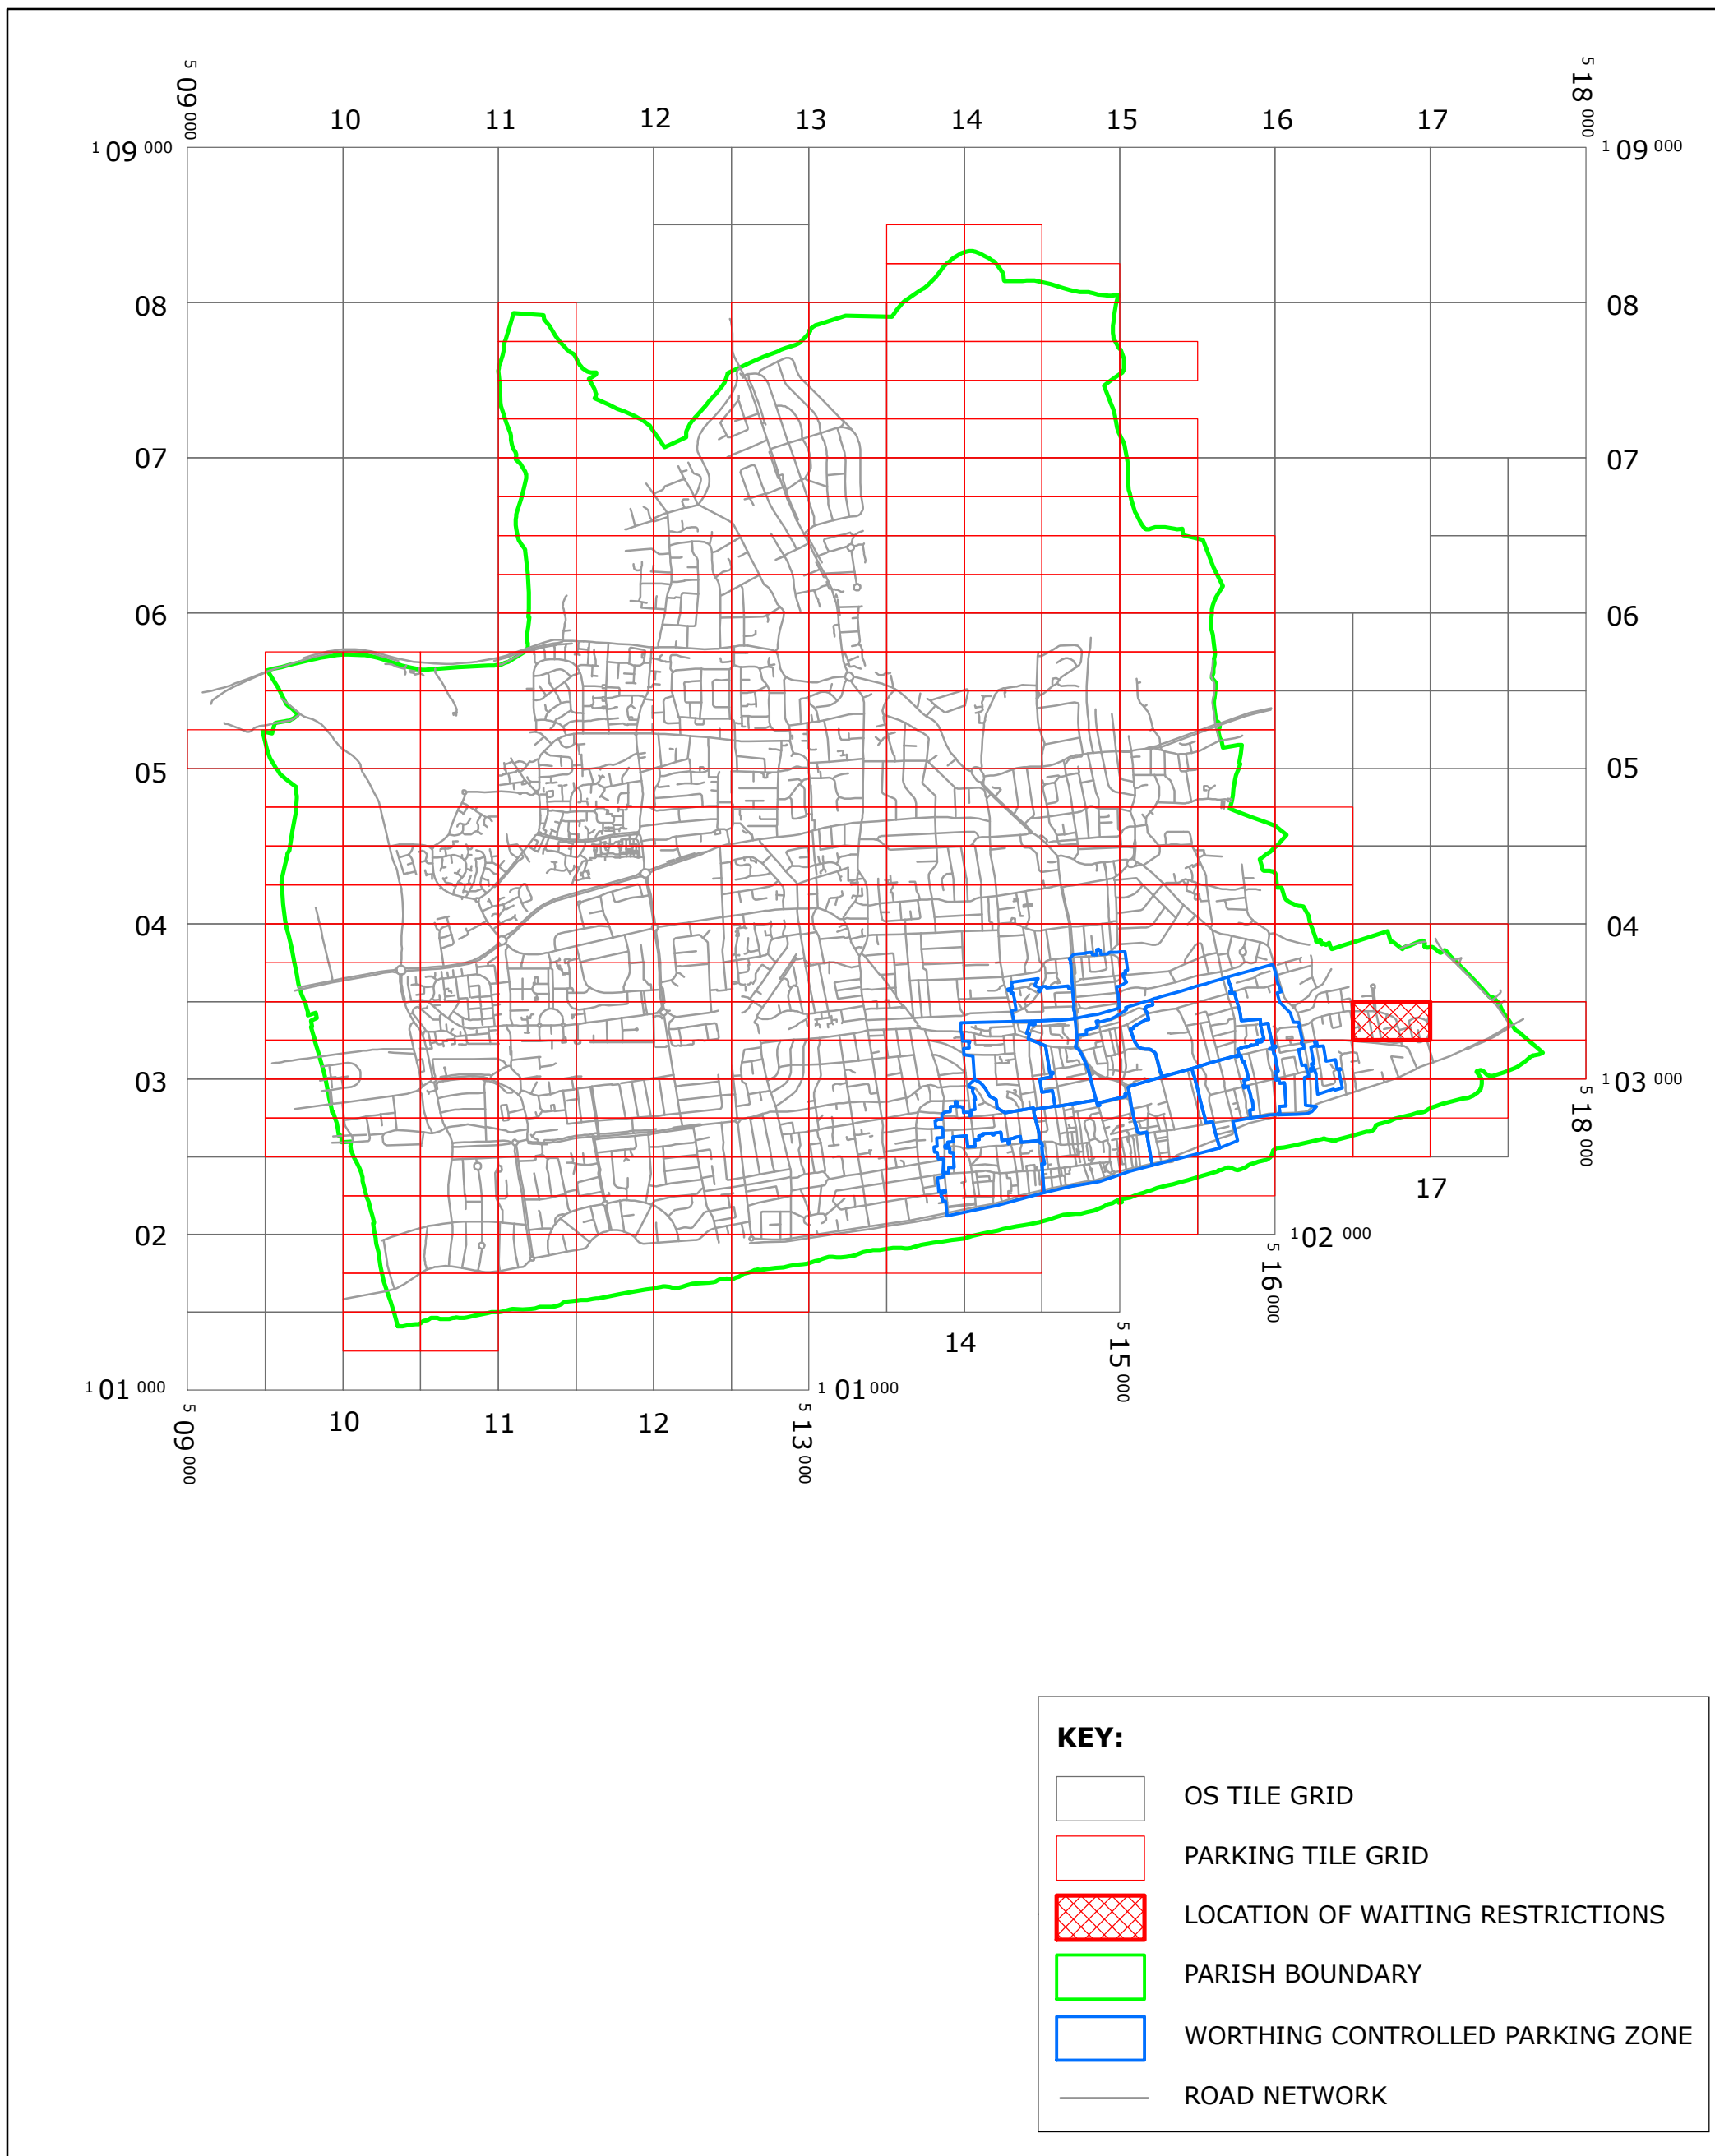 5 09 000
5 18 000
10 11 12 13 14 15 16 17
1 09 000
1 09 000
08 08
07 07
06 06
05 05
04 04
03
1 03 000
5 18 000
17
02
1 02 000
5 16 000
14
5 15 000
1 01 000
1 01 000
10 11 12
5 09 000
5 13 000
KEY:
OS TILE GRID
PARKING TILE GRID
LOCATION OF WAITING RESTRICTIONS
PARISH BOUNDARY
WORTHING CONTROLLED PARKING ZONE
ROAD NETWORK